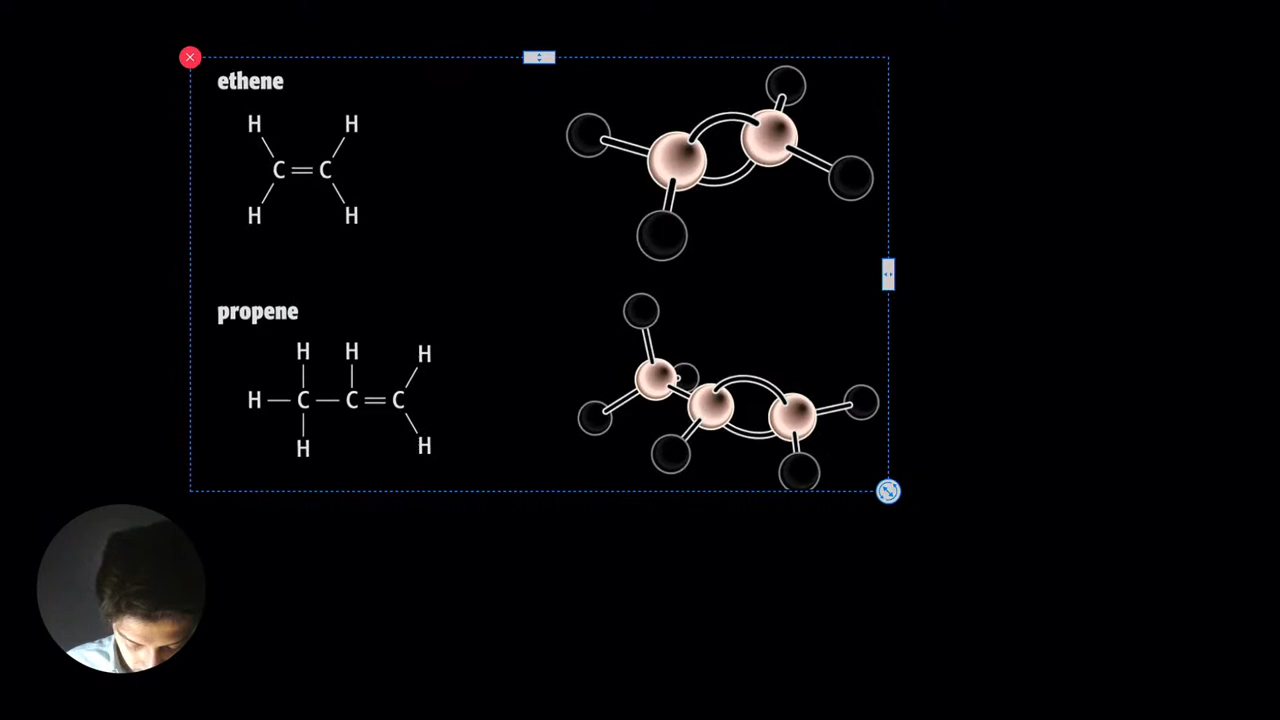 ethene
H H
C=C
H H
propene
H H H
H—C—C=C
H H